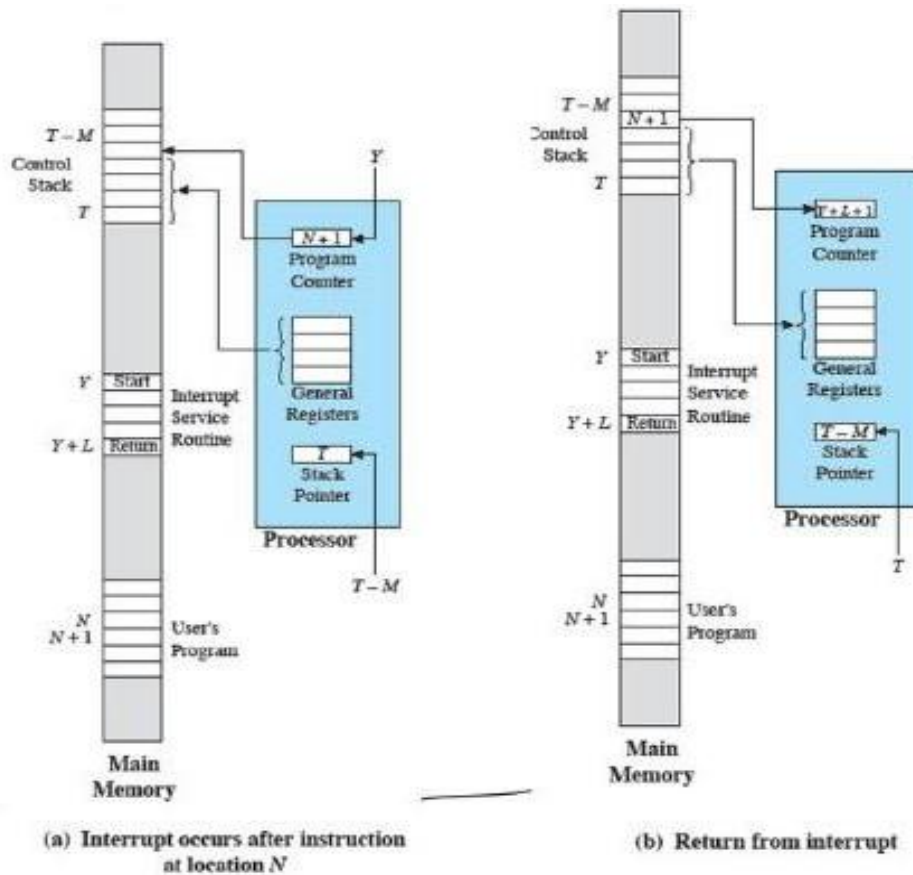 T – M
Control
Stack
T
Y
N + 1
Program
Counter
General
Registers
Y
Start
Interrupt
Service
Routine
Y + L
Return
T
Stack
Pointer
Processor
T – M
N
N + 1
User's
Program
Main
Memory
(a) Interrupt occurs after instruction
at location N
T – M
N + 1
Control
Stack
T
Y + L + 1
Program
Counter
General
Registers
Y
Start
Interrupt
Service
Routine
Y + L
Return
T – M
Stack
Pointer
Processor
T
N
N + 1
User's
Program
Main
Memory
(b) Return from interrupt